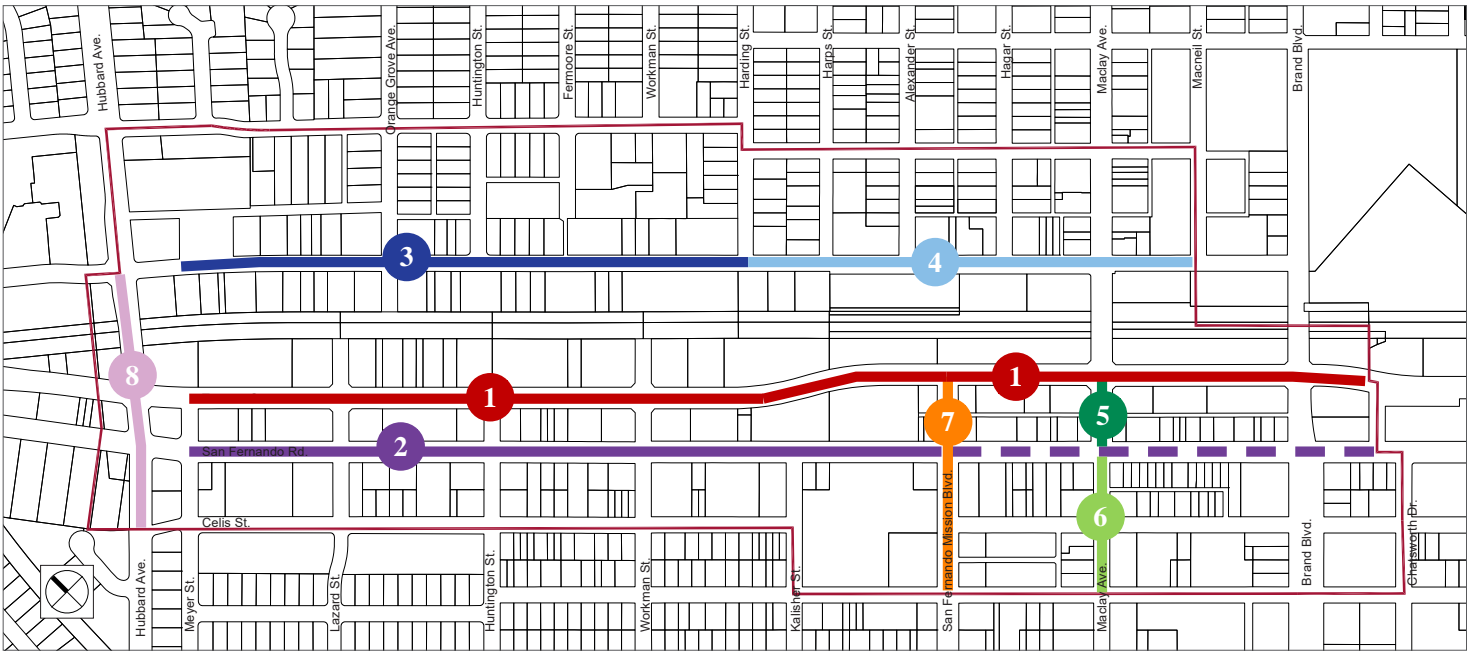 Hubbard Ave.
Orange Grove Ave.
Huntington St.
Fermoore St.
Workman St.
Harding St.
Harps St.
Alexander St.
Hagar St.
Maclay Ave.
Macneil St.
Brand Blvd.
3
4
8
1
1
7
5
2
San Fernando Rd.
6
Celis St.
Hubbard Ave.
Meyer St.
Lazard St.
Huntington St.
Workman St.
Kalisher St.
San Fernando Mission Blvd.
Maclay Ave.
Brand Blvd.
Chatsworth Dr.